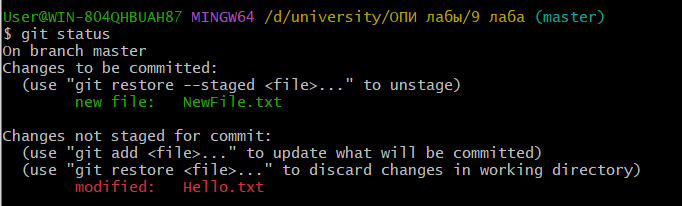 User@WIN-8O4QHBUAH87 MINGW64 /d/university/ОПИ лабы/9 лаба (master)
$ git status
On branch master
Changes to be committed:
  (use "git restore --staged <file>..." to unstage)
        new file:   NewFile.txt

Changes not staged for commit:
  (use "git add <file>..." to update what will be committed)
  (use "git restore <file>..." to discard changes in working directory)
        modified:   Hello.txt